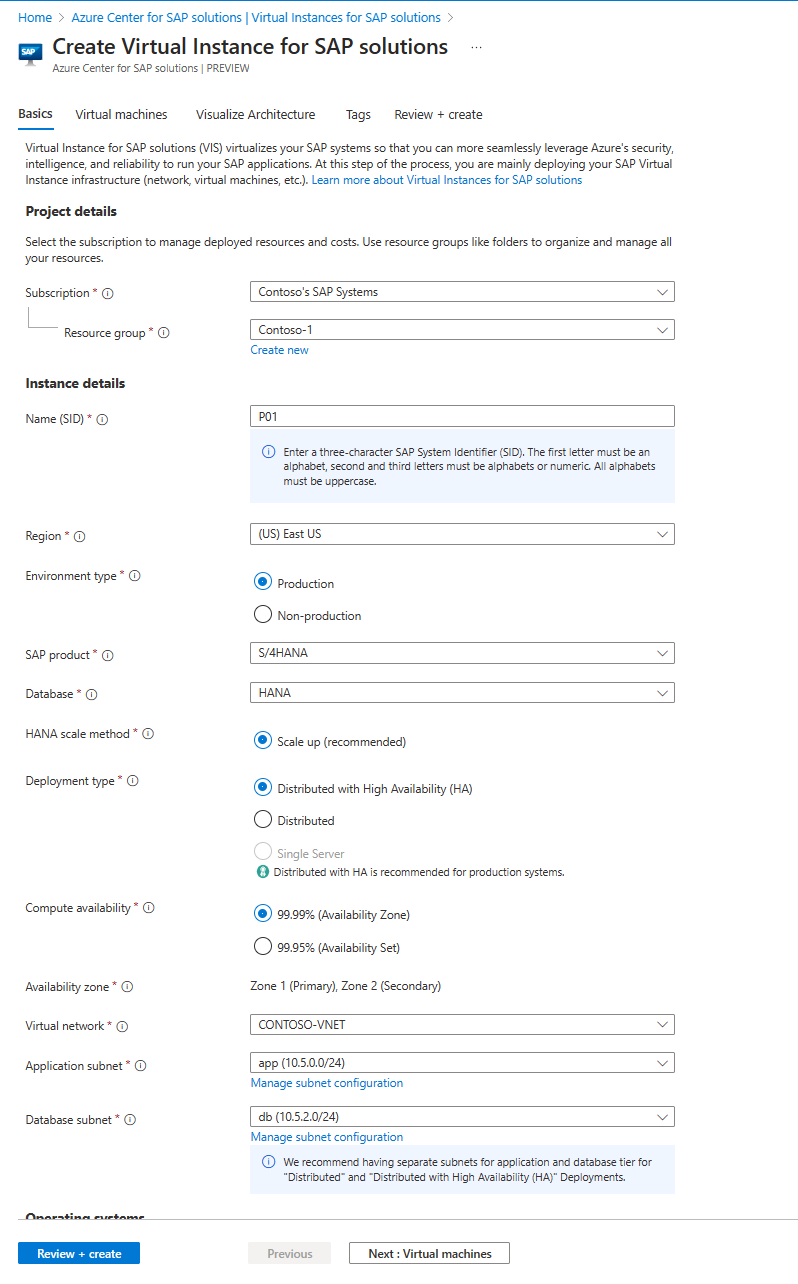 Home > Azure Center for SAP solutions | Virtual Instances for SAP solutions >
SAP
Create Virtual Instance for SAP solutions ...
Azure Center for SAP solutions | PREVIEW
Basics Virtual machines Visualize Architecture Tags Review + create
Virtual Instance for SAP solutions (VIS) virtualizes your SAP systems so that you can more seamlessly leverage Azure's security,
intelligence, and reliability to run your SAP applications. At this step of the process, you are mainly deploying your SAP Virtual
Instance infrastructure (network, virtual machines, etc.). Learn more about Virtual Instances for SAP solutions
Project details
Select the subscription to manage deployed resources and costs. Use resource groups like folders to organize and manage all
your resources.
Subscription * Contoso's SAP Systems
Resource group * Contoso-1
Create new
Instance details
Name (SID) * P01
Enter a three-character SAP System Identifier (SID). The first letter must be an
alphabet, second and third letters must be alphabets or numeric. All alphabets
must be uppercase.
Region * (US) East US
Environment type * Production
Non-production
SAP product * S/4HANA
Database * HANA
HANA scale method * Scale up (recommended)
Deployment type * Distributed with High Availability (HA)
Distributed
Single Server
Distributed with HA is recommended for production systems.
Compute availability * 99.99% (Availability Zone)
99.95% (Availability Set)
Availability zone * Zone 1 (Primary), Zone 2 (Secondary)
Virtual network * CONTOSO-VNET
Application subnet * app (10.5.0.0/24)
Manage subnet configuration
Database subnet * db (10.5.2.0/24)
Manage subnet configuration
We recommend having separate subnets for application and database tier for
"Distributed" and "Distributed with High Availability (HA)" Deployments.
Operating systems
Review + create Previous Next : Virtual machines